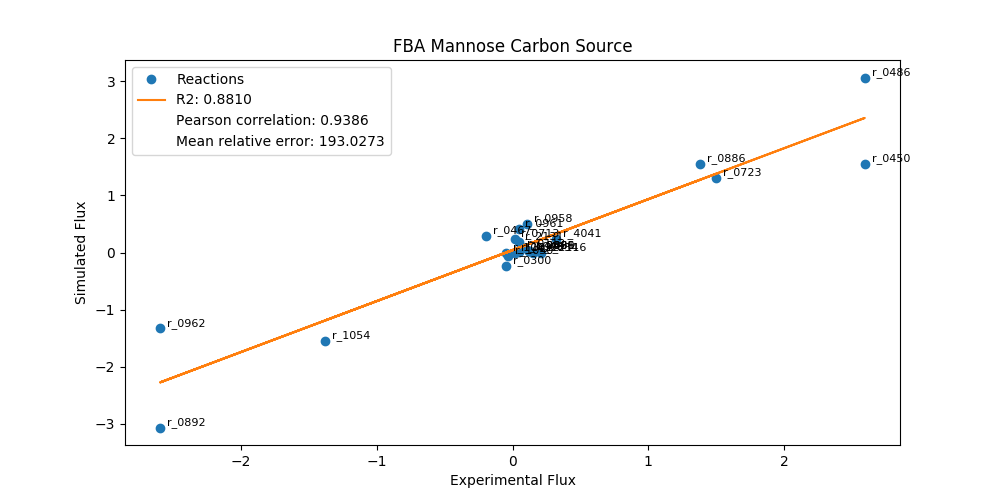 FBA Mannose Carbon Source
Reactions
R2: 0.8810
Pearson correlation: 0.9386
Mean relative error: 193.0273
r_0486
r_0886
r_0450
r_0723
r_0958
r_0961
r_4041
r_0300
r_0962
r_1054
r_0892
3
2
1
0
−1
−2
−3
Simulated Flux
−2
−1
0
1
2
Experimental Flux